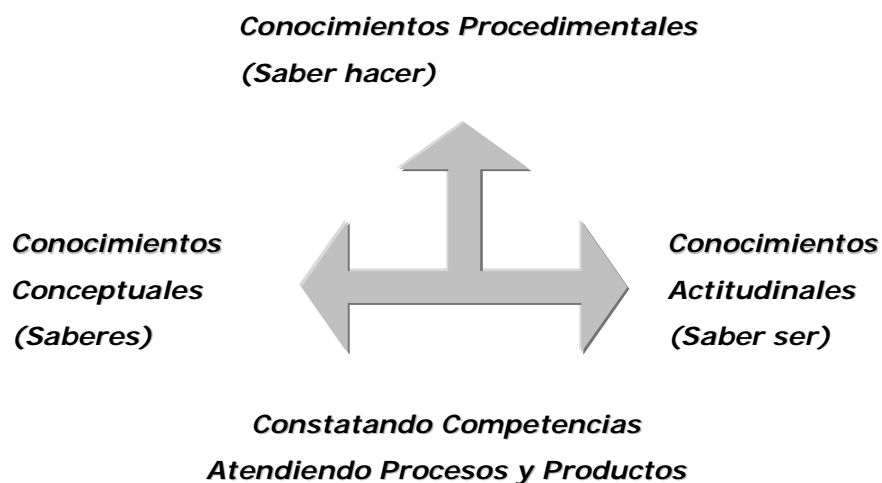 Conocimientos Procedimentales
(Saber hacer)
Conocimientos
Conceptuales
(Saberes)
Conocimientos
Actitudinales
(Saber ser)
Constatando Competencias
Atendiendo Procesos y Productos